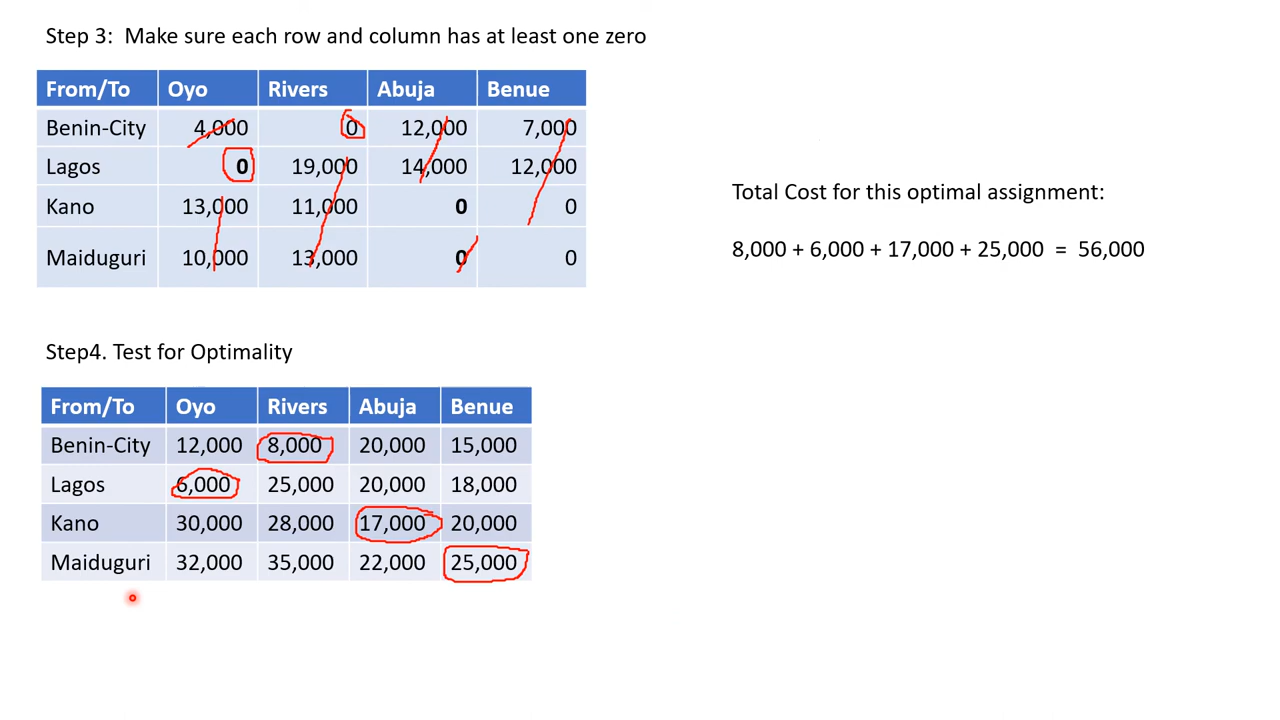 Step 3: Make sure each row and column has at least one zero
From/To Oyo Rivers Abuja Benue
Benin-City 4,000 0 12,000 7,000
Lagos 0 19,000 14,000 12,000
Kano 13,000 11,000 0 0
Maiduguri 10,000 13,000 0 0
Total Cost for this optimal assignment:
8,000 + 6,000 + 17,000 + 25,000 = 56,000
Step4. Test for Optimality
From/To Oyo Rivers Abuja Benue
Benin-City 12,000 8,000 20,000 15,000
Lagos 6,000 25,000 20,000 18,000
Kano 30,000 28,000 17,000 20,000
Maiduguri 32,000 35,000 22,000 25,000